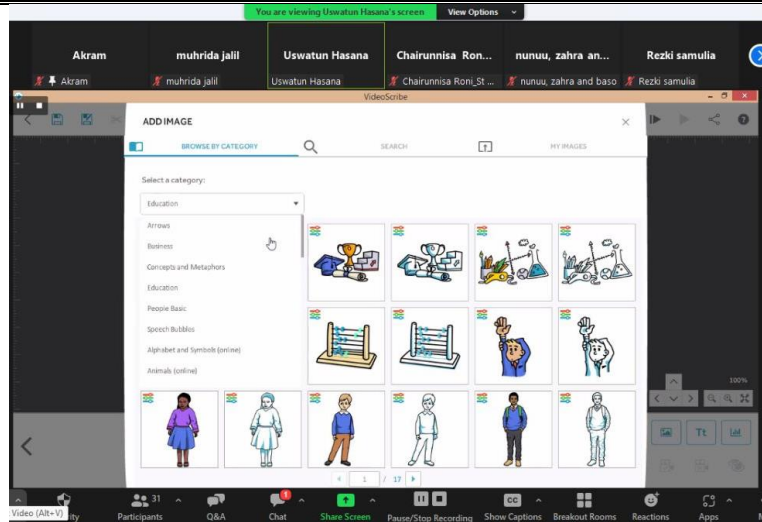 You are viewing Uswatun Hasana's screen View Options
Akram muhrida jalil Uswatun Hasana Chairunnisa Ron... nunuu, zahra an... Rezki samulia
Akram muhrida jalil Uswatun Hasana Chairunnisa Roni_St ... nunuu, zahra and baso Rezki samulia
VideoScribe
ADD IMAGE
BROWSE BY CATEGORY SEARCH MY IMAGES
Select a category:
Education
Arrows
Business
Concepts and Metaphors
Education
People Basic
Speech Bubbles
Alphabet and Symbols (online)
Animals (online)
100%
Tt
1 / 17
31 1 CC
Video (Alt+V) ity Participants Q&A Chat Share Screen Pause/Stop Recording Show Captions Breakout Rooms Reactions Apps